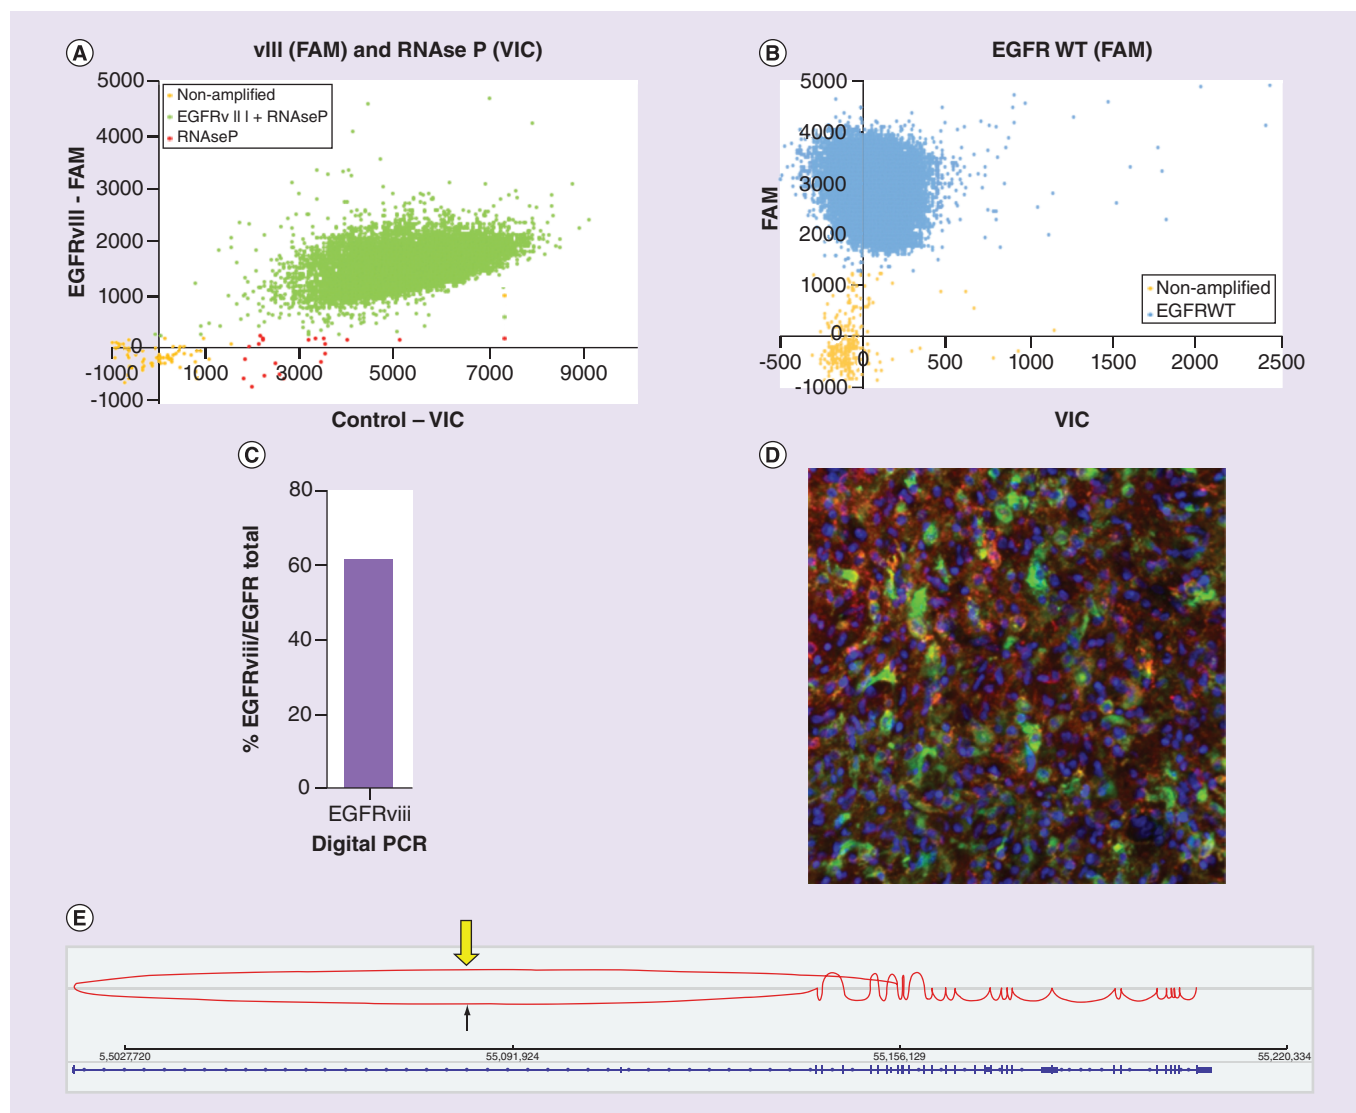 A
vIII (FAM) and RNAse P (VIC)
EGFRvIII - FAM
5000
4000
3000
2000
1000
0
-1000
Non-amplified
EGFRv II I + RNAseP
RNAseP
-1000 0 1000 3000 5000 7000 9000
Control – VIC
B
EGFR WT (FAM)
FAM
5000
4000
3000
2000
1000
0
-1000
Non-amplified
EGFRWT
-500 0 500 1000 1500 2000 2500
VIC
C
% EGFRviii/EGFR total
80
60
40
20
0
EGFRviii
Digital PCR
D
E
5,5027,720 55,091,924 55,156,129 55,220,334